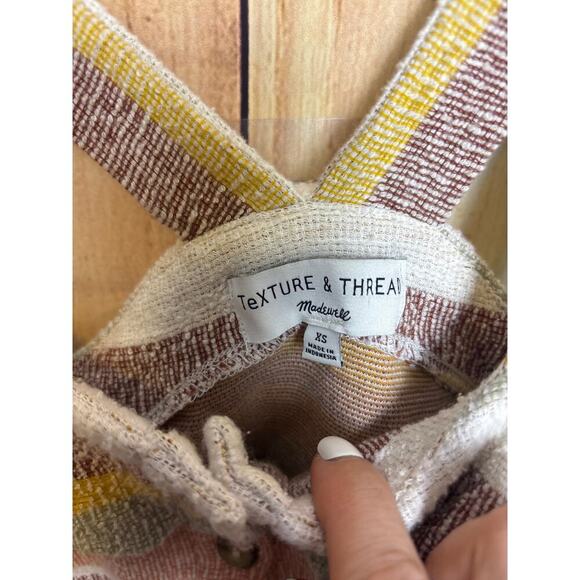 TeXTURE & THREAD
Madewell
XS
MADE IN
INDONESIA